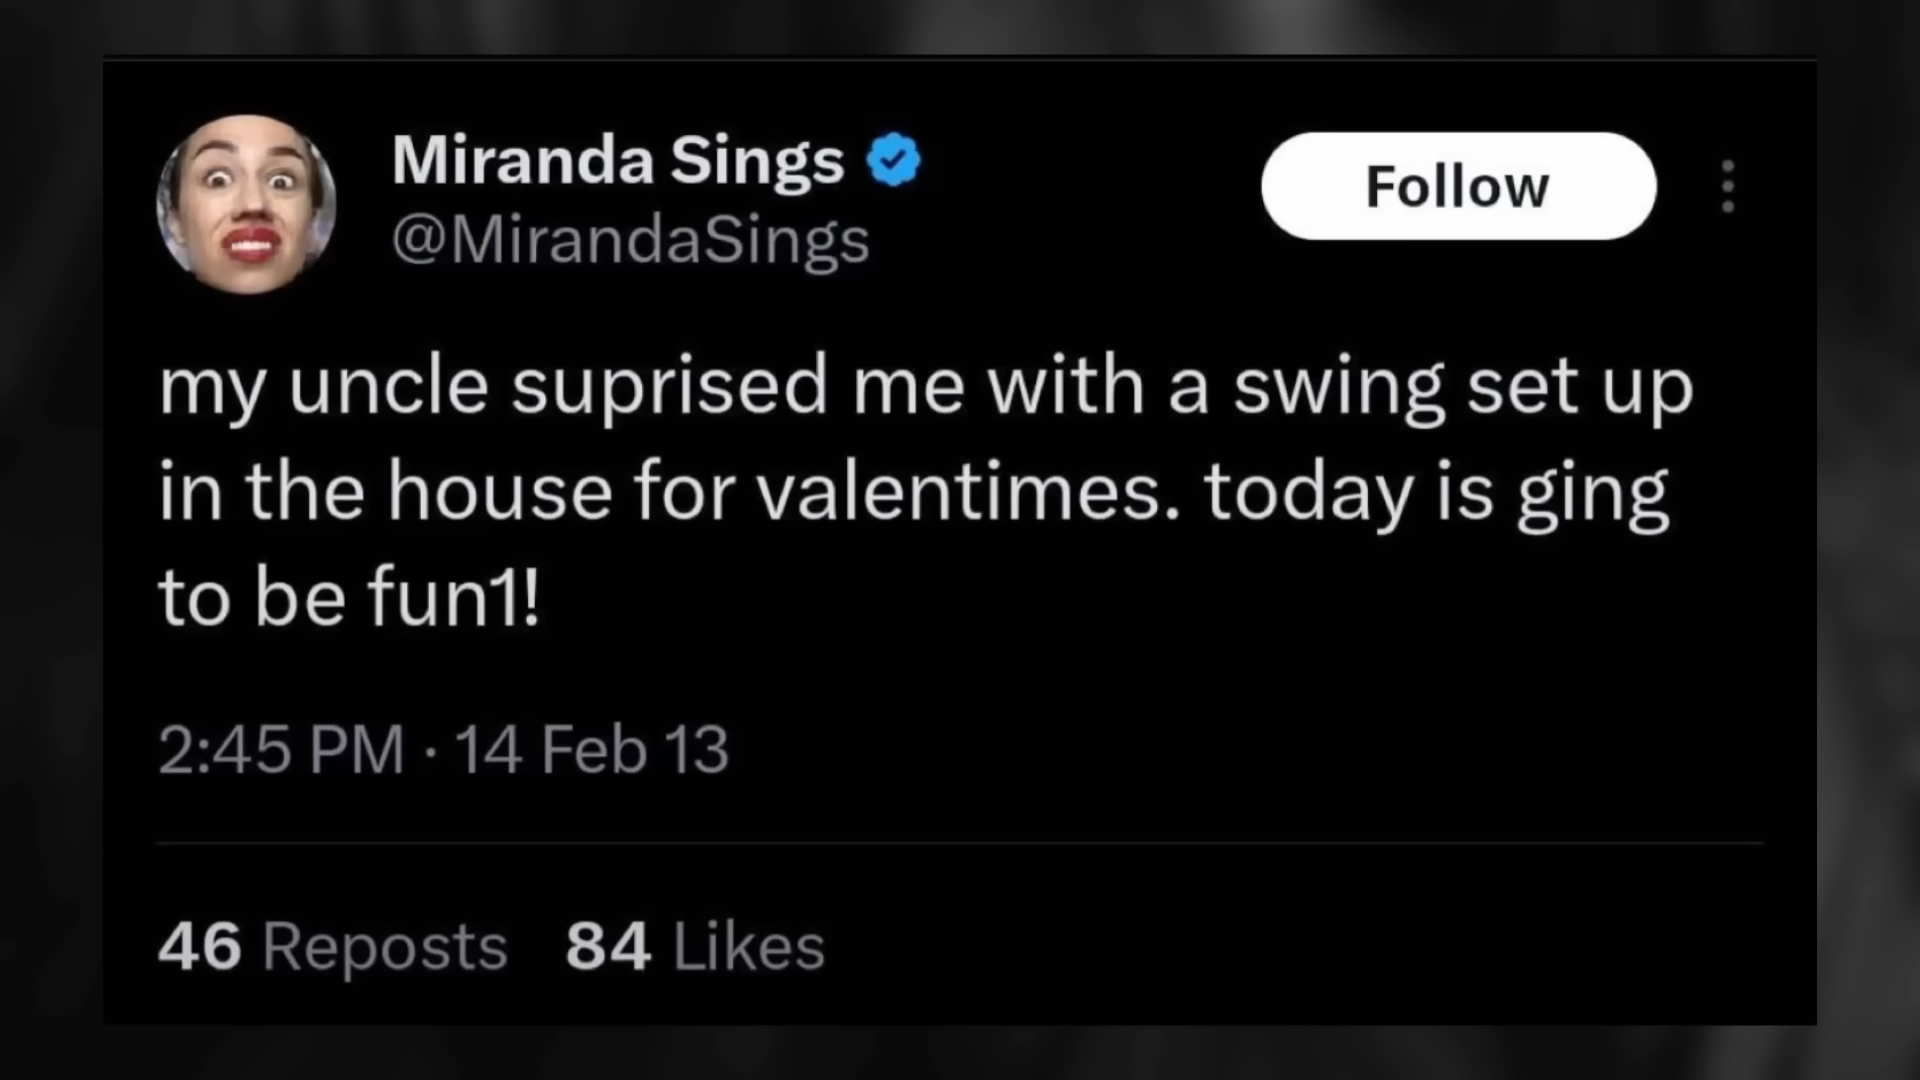 Miranda Sings
@MirandaSings
Follow
my uncle suprised me with a swing set up
in the house for valentimes. today is ging
to be fun1!
2:45 PM · 14 Feb 13
46 Reposts 84 Likes